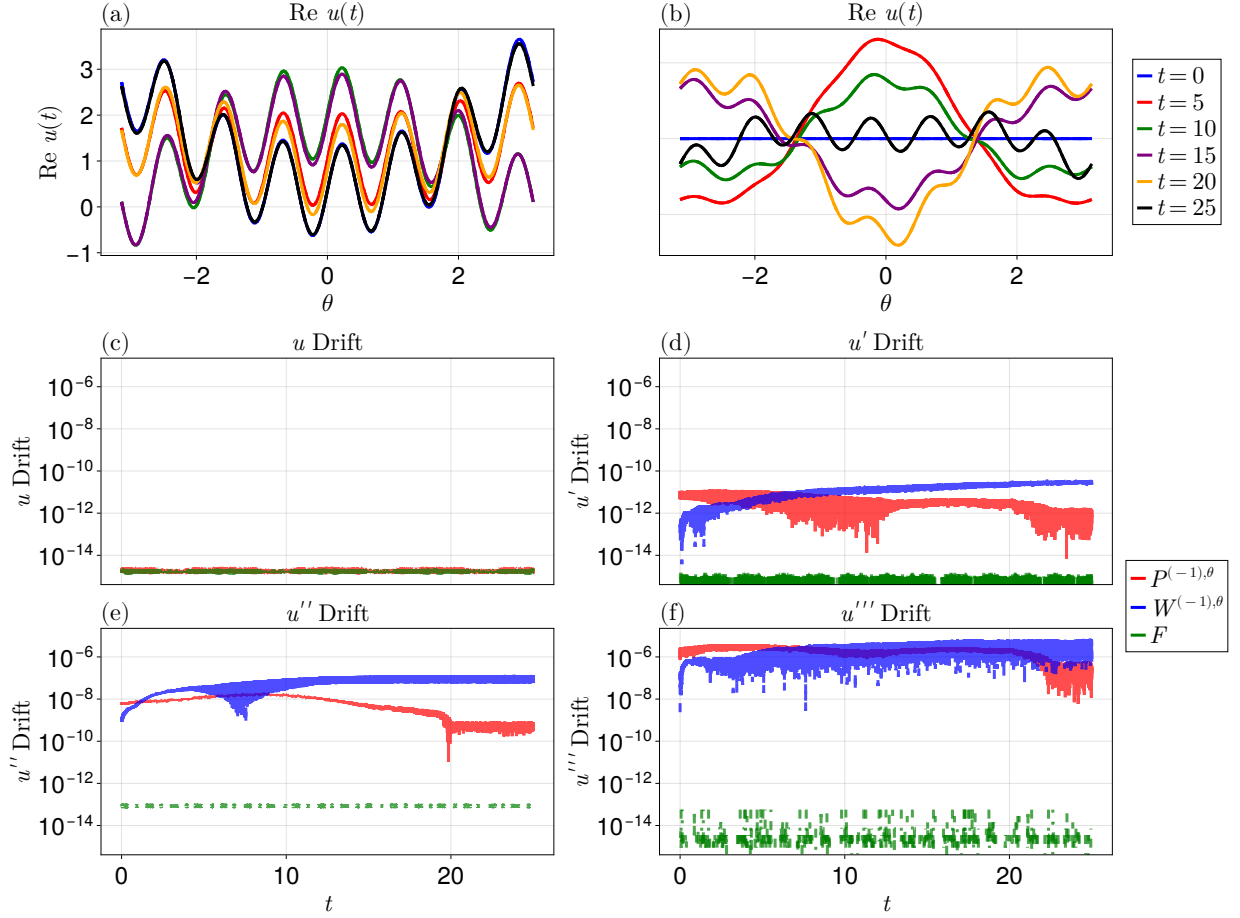 (a) Re u(t)
Re u(t)
3
2
1
0
−1
−2 0 2
θ
(b) Re u(t)
−2 0 2
θ
t = 0
t = 5
t = 10
t = 15
t = 20
t = 25
(c) u Drift
u Drift
10^{−6}
10^{−8}
10^{−10}
10^{−12}
10^{−14}
(d) u′ Drift
u′ Drift
10^{−6}
10^{−8}
10^{−10}
10^{−12}
10^{−14}
(e) u′′ Drift
u′′ Drift
10^{−6}
10^{−8}
10^{−10}
10^{−12}
10^{−14}
0 10 20
t
(f) u′′′ Drift
u′′′ Drift
10^{−6}
10^{−8}
10^{−10}
10^{−12}
10^{−14}
0 10 20
t
P^{(−1),θ}
W^{(−1),θ}
F